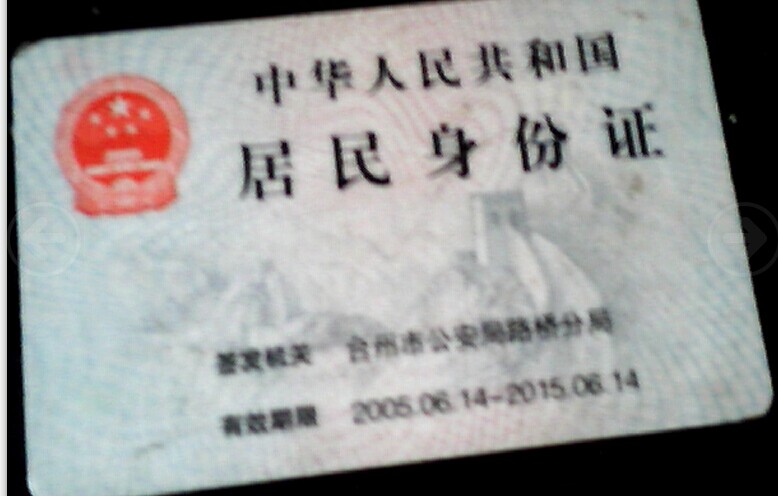 中华人民共和国
居民身份证
签发机关 台州市公安局路桥分局
有效期限 2005.06.14-2015.06.14